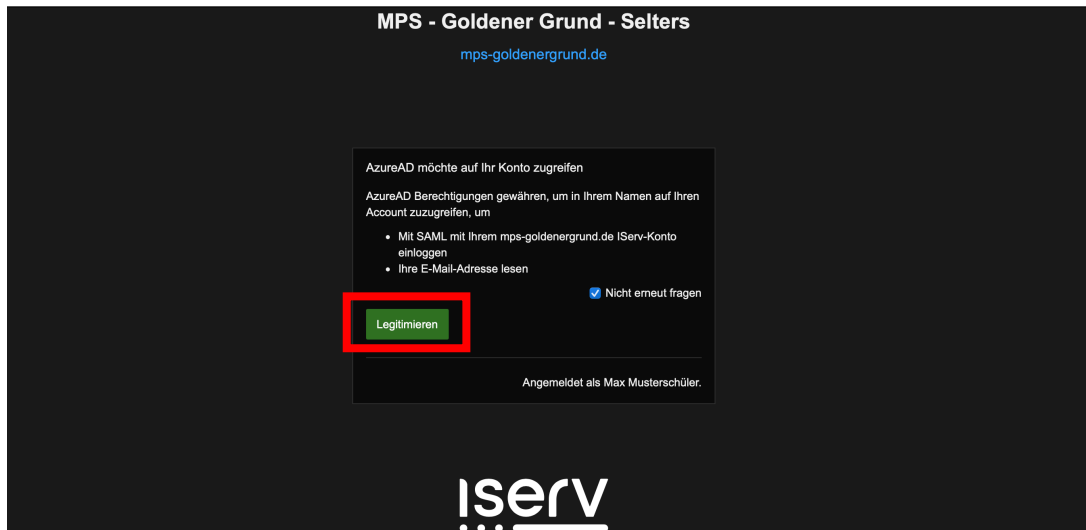 MPS - Goldener Grund - Selters
mps-goldenergrund.de
AzureAD möchte auf Ihr Konto zugreifen
AzureAD Berechtigungen gewähren, um in Ihrem Namen auf Ihren
Account zuzugreifen, um
• Mit SAML mit Ihrem mps-goldenergrund.de IServ-Konto
einloggen
• Ihre E-Mail-Adresse lesen
Nicht erneut fragen
Legitimieren
Angemeldet als Max Musterschüler.
Iserv